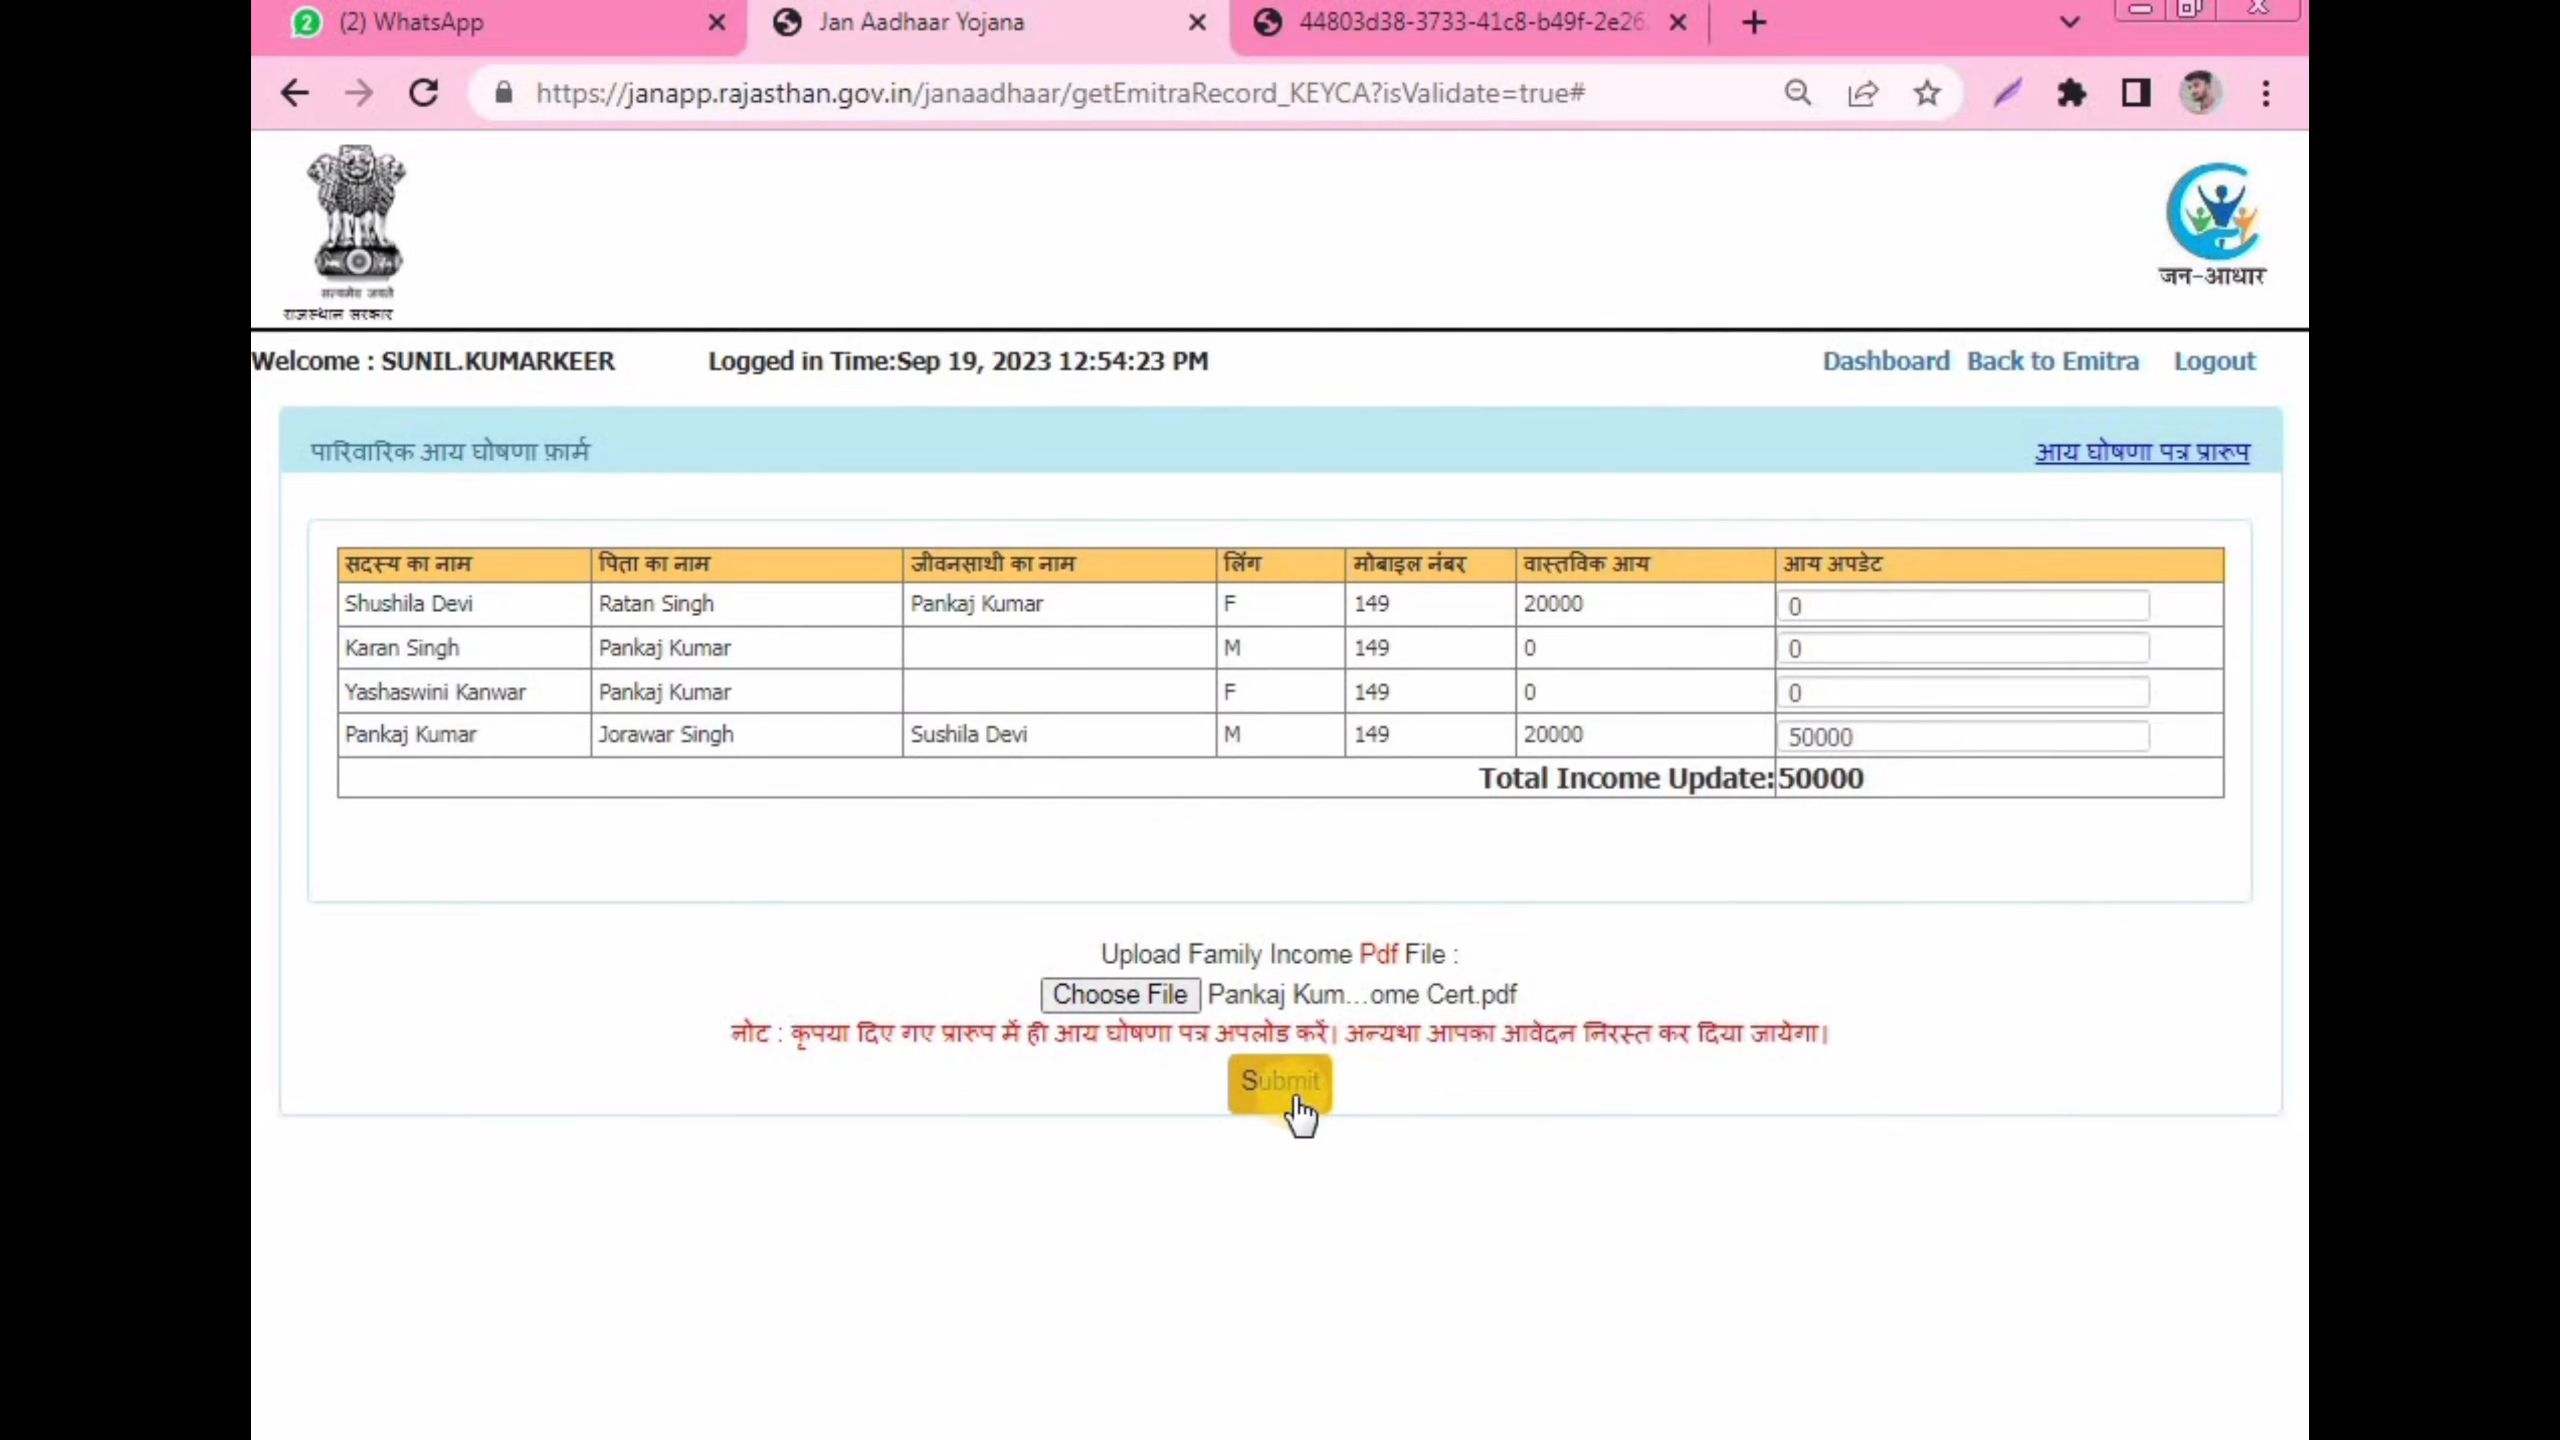 (2) WhatsApp
Jan Aadhaar Yojana
44803d38-3733-41c8-b49f-2e26
https://janapp.rajasthan.gov.in/janaadhaar/getEmitraRecord_KEYCA?isValidate=true#
सत्यमेव जयते
राजस्थान सरकार
जन-आधार
Welcome : SUNIL.KUMARKEER Logged in Time:Sep 19, 2023 12:54:23 PM Dashboard Back to Emitra Logout
पारिवारिक आय घोषणा फ़ार्म आय घोषणा पत्र प्रारूप
सदस्य का नाम पिता का नाम जीवनसाथी का नाम लिंग मोबाइल नंबर वास्तविक आय आय अपडेट
Shushila Devi Ratan Singh Pankaj Kumar F 149 20000 0
Karan Singh Pankaj Kumar M 149 0 0
Yashaswini Kanwar Pankaj Kumar F 149 0 0
Pankaj Kumar Jorawar Singh Sushila Devi M 149 20000 50000
Total Income Update:50000
Upload Family Income Pdf File :
Choose File Pankaj Kum...ome Cert.pdf
नोट : कृपया दिए गए प्रारुप में ही आय घोषणा पत्र अपलोड करें। अन्यथा आपका आवेदन निरस्त कर दिया जायेगा।
Submit